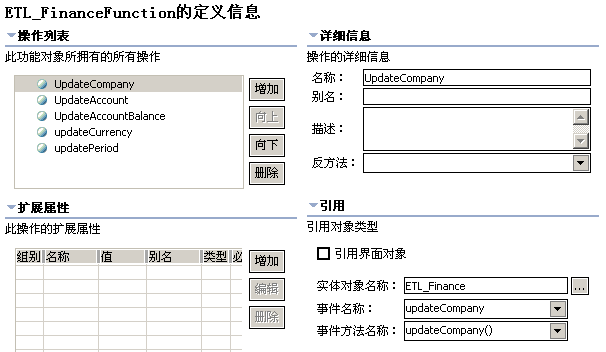 ETL_FinanceFunction的定义信息
操作列表
此功能对象所拥有的所有操作
UpdateCompany
UpdateAccount
UpdateAccountBalance
updateCurrency
updatePeriod
增加
向上
向下
删除
详细信息
操作的详细信息
名称： UpdateCompany
别名：
描述：
反方法：
扩展属性
此操作的扩展属性
组别 名称 值 别名 类型 必
增加
编辑
删除
引用
引用对象类型
引用界面对象
实体对象名称： ETL_Finance ...
事件名称： updateCompany
事件方法名称： updateCompany()